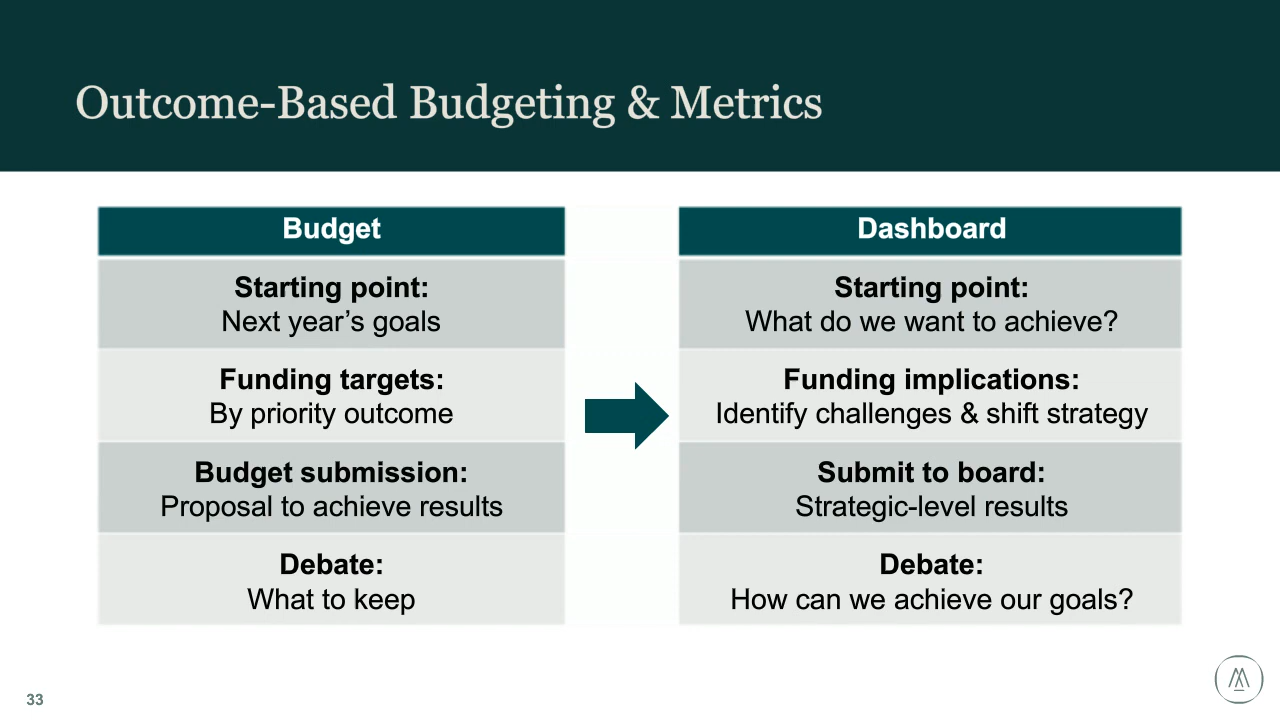 Outcome-Based Budgeting & Metrics
Budget
Starting point:
Next year’s goals
Funding targets:
By priority outcome
Budget submission:
Proposal to achieve results
Debate:
What to keep
Dashboard
Starting point:
What do we want to achieve?
Funding implications:
Identify challenges & shift strategy
Submit to board:
Strategic-level results
Debate:
How can we achieve our goals?
33